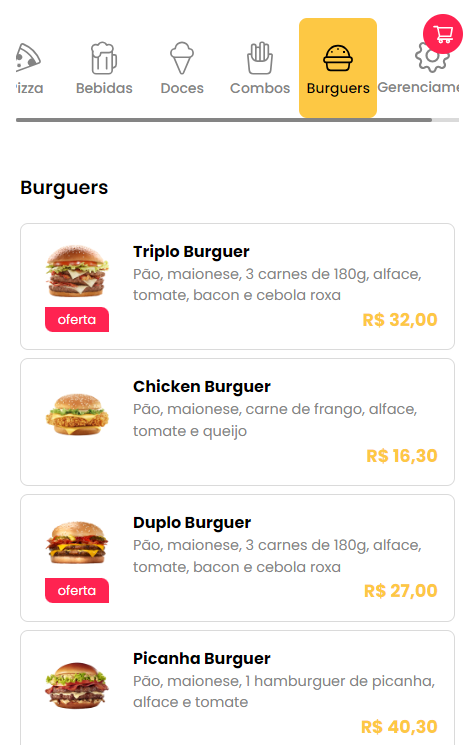 izza
Bebidas
Doces
Combos
Burguers
Gerenciame
Burguers
Triplo Burguer
Pão, maionese, 3 carnes de 180g, alface,
tomate, bacon e cebola roxa
oferta
R$ 32,00
Chicken Burguer
Pão, maionese, carne de frango, alface,
tomate e queijo
R$ 16,30
Duplo Burguer
Pão, maionese, 3 carnes de 180g, alface,
tomate, bacon e cebola roxa
oferta
R$ 27,00
Picanha Burguer
Pão, maionese, 1 hamburguer de picanha,
alface e tomate
R$ 40,30